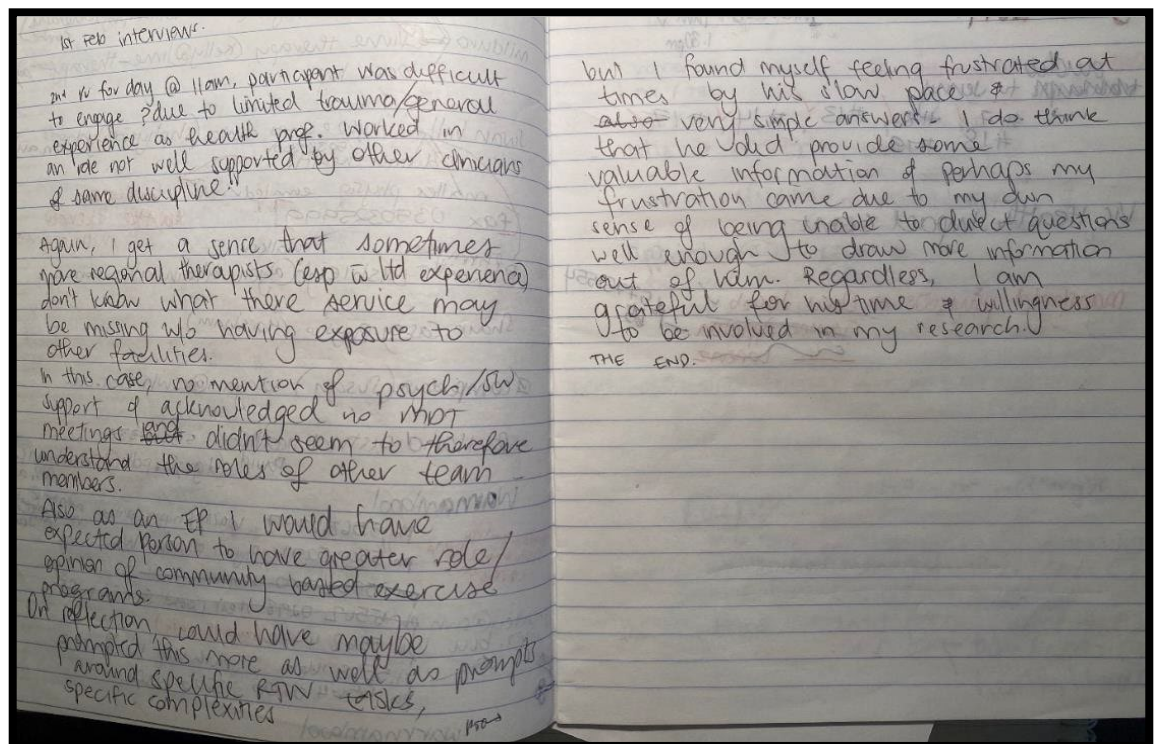 1st Feb interviews.
2nd iv for day @ 11am, participant was difficult
to engage ?due to limited trauma/general
experience as health prof. Worked in
an role not well supported by other clinicians
of same discipline.
Again, I get a sense that sometimes
more regional therapists (esp w ltd experience)
don't know what there service may
be missing w/o having exposure to
other facilities.
In this case, no mention of psych/SW
support & acknowledged no MDT
meetings and didn't seem to therefore
understand the roles of other team
members.
Also as an EP I would have
expected person to have greater role/
opinion of community based exercise
programs.
On reflection, could have maybe
prompted this more as well as prompts
around specific RTW tasks,
specific complexities
but I found myself feeling frustrated at
times by his slow pace &
also very simple answers. I do think
that he did provide some
valuable information & perhaps my
frustration came due to my own
sense of being unable to direct questions
well enough to draw more information
out of him. Regardless, I am
grateful for his time & willingness
to be involved in my research.
THE END.